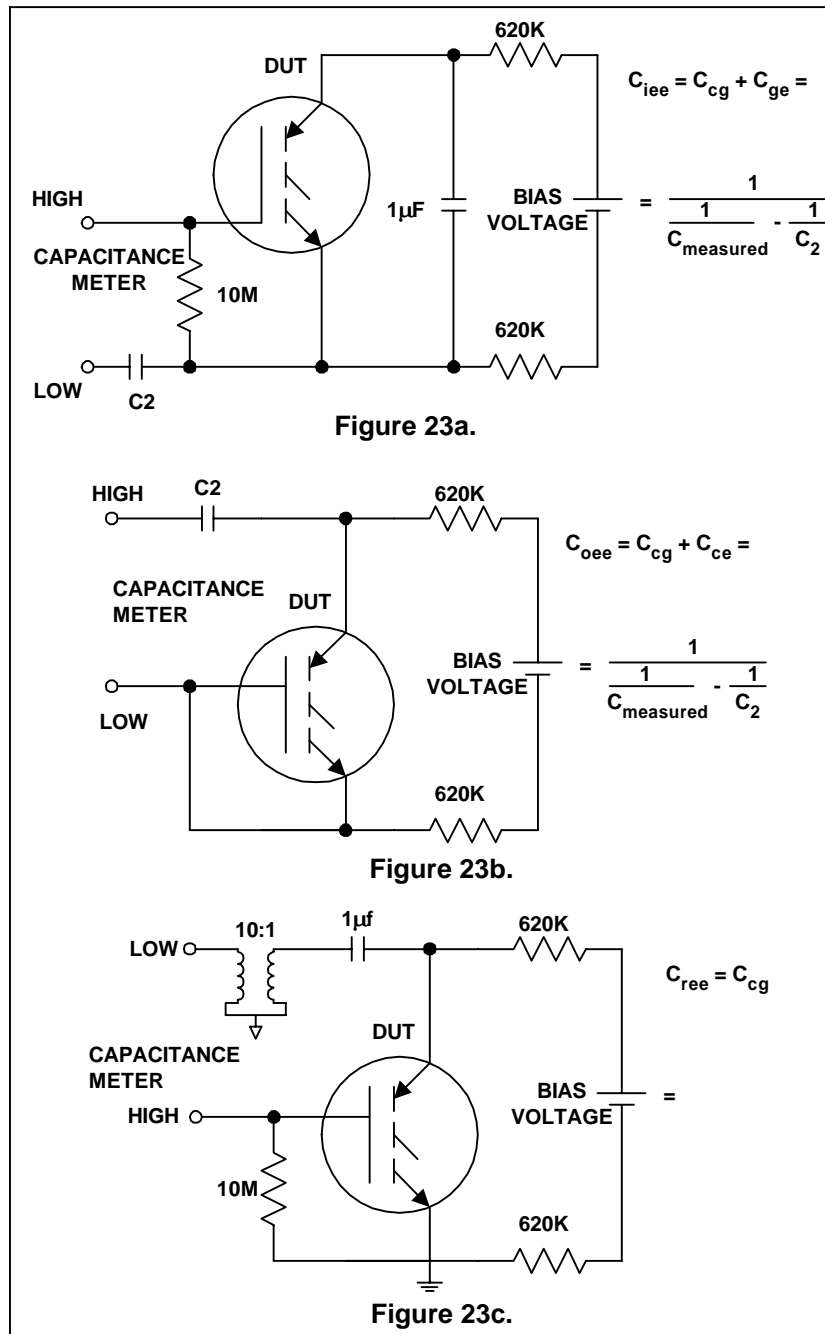 620K
DUT
C_iee = C_cg + C_ge =
HIGH
1μF
BIAS
VOLTAGE
= 1 / (1/C_measured - 1/C_2)
CAPACITANCE
METER
10M
620K
LOW
C2
Figure 23a.
HIGH
C2
620K
C_oee = C_cg + C_ce =
CAPACITANCE
METER
DUT
BIAS
VOLTAGE
= 1 / (1/C_measured - 1/C_2)
LOW
620K
Figure 23b.
LOW
10:1
1μf
620K
C_ree = C_cg
DUT
CAPACITANCE
METER
BIAS
VOLTAGE
=
HIGH
10M
620K
Figure 23c.